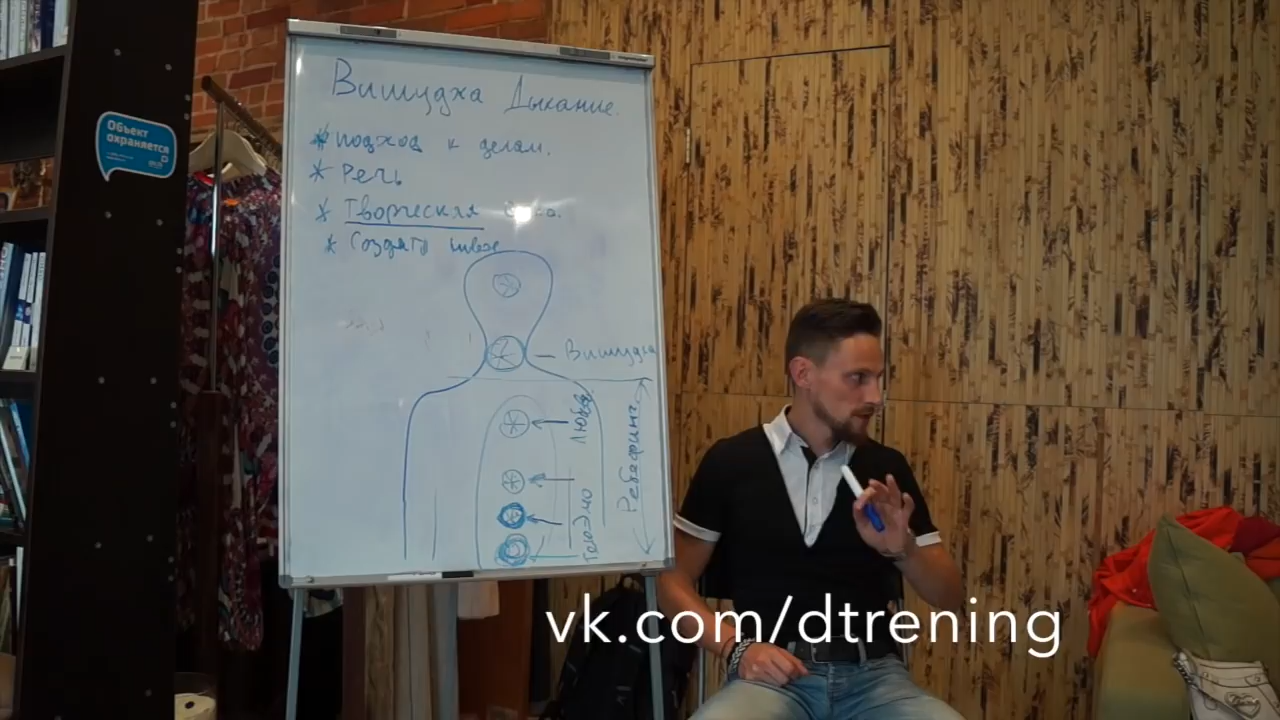 Объект
охраняется
Вишудха Дыхание.
* подход к делам.
* Речь
* Творческая
* Создать
Вишудха
Любовь
Ребефинг
vk.com/dtrening